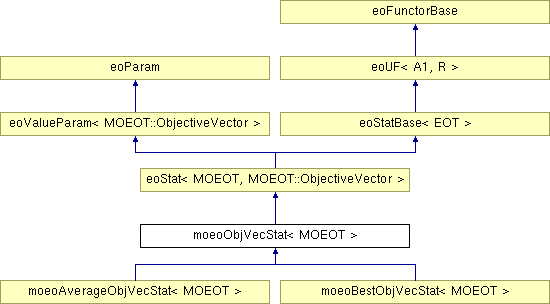 eoFunctorBase
eoParam
eoUF< A1, R >
eoValueParam< MOEOT::ObjectiveVector >
eoStatBase< EOT >
eoStat< MOEOT, MOEOT::ObjectiveVector >
moeoObjVecStat< MOEOT >
moeoAverageObjVecStat< MOEOT >
moeoBestObjVecStat< MOEOT >